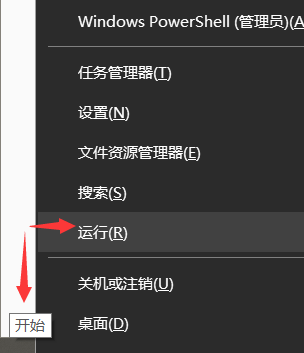 Windows PowerShell (管理员)(A
任务管理器(T)
设置(N)
文件资源管理器(E)
搜索(S)
运行(R)
关机或注销(U)
桌面(D)
开始